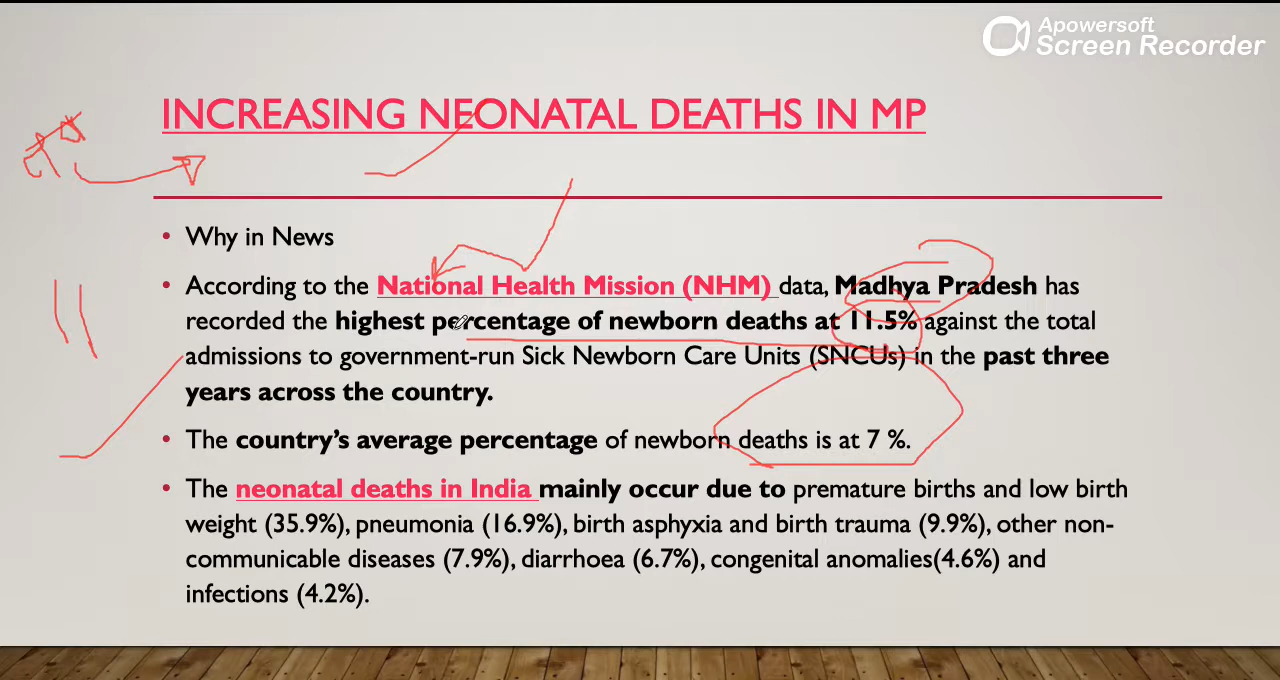 Apowersoft
Screen Recorder
INCREASING NEONATAL DEATHS IN MP
• Why in News
• According to the National Health Mission (NHM) data, Madhya Pradesh has
recorded the highest percentage of newborn deaths at 11.5% against the total
admissions to government-run Sick Newborn Care Units (SNCUs) in the past three
years across the country.
• The country's average percentage of newborn deaths is at 7 %.
• The neonatal deaths in India mainly occur due to premature births and low birth
weight (35.9%), pneumonia (16.9%), birth asphyxia and birth trauma (9.9%), other non-
communicable diseases (7.9%), diarrhoea (6.7%), congenital anomalies(4.6%) and
infections (4.2%).